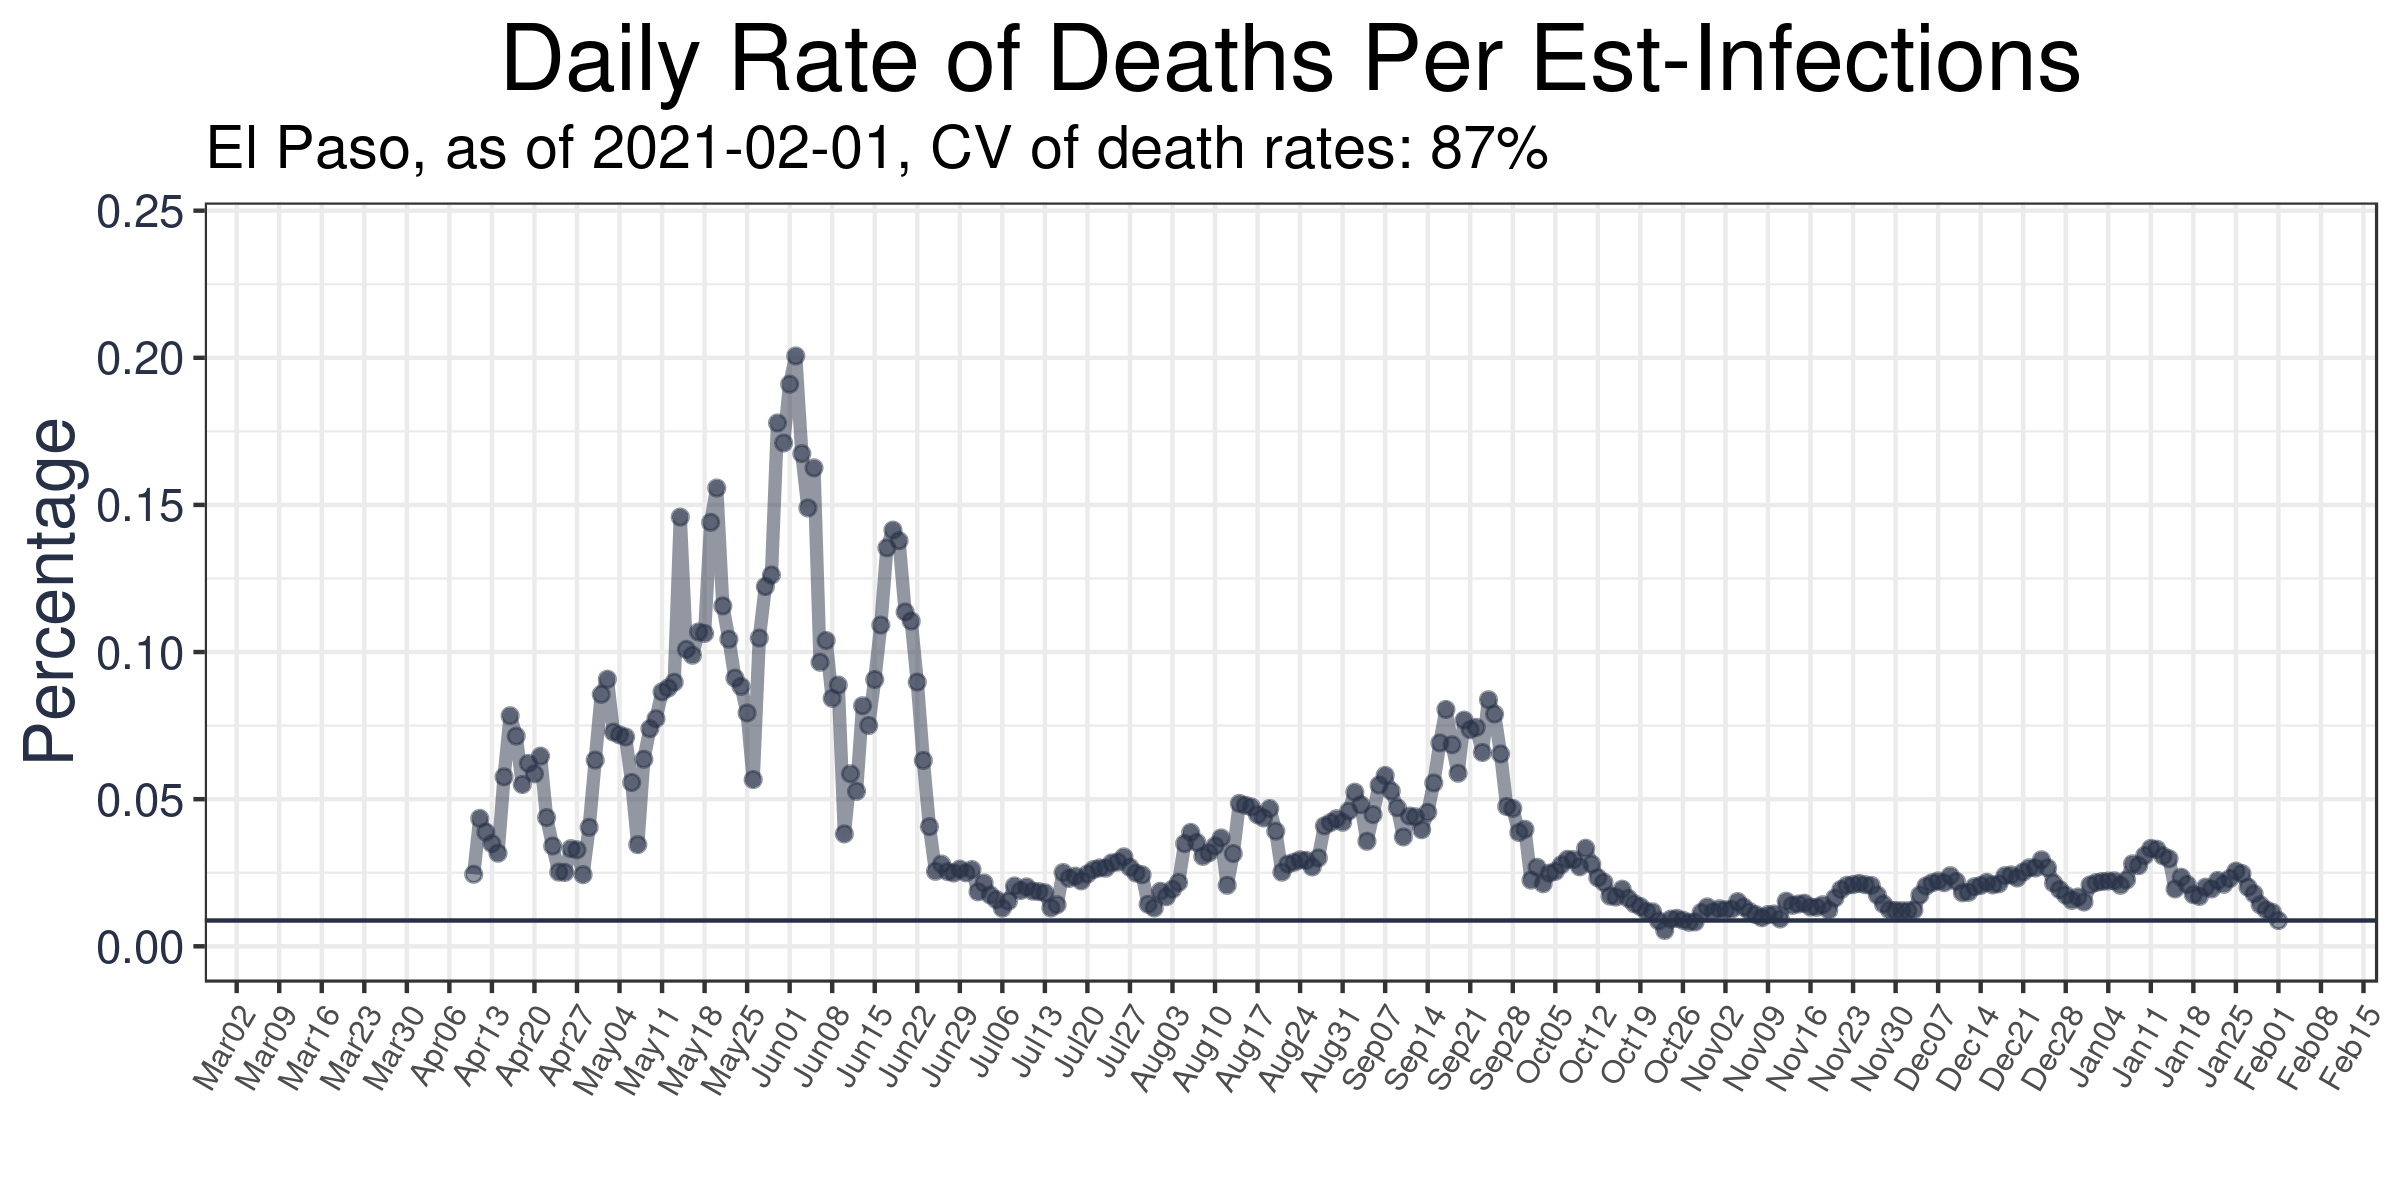 Daily Rate of Deaths Per Est-Infections
El Paso, as of 2021-02-01, CV of death rates: 87%
Percentage
0.25
0.20
0.15
0.10
0.05
0.00
Mar02
Mar09
Mar16
Mar23
Mar30
Apr06
Apr13
Apr20
Apr27
May04
May11
May18
May25
Jun01
Jun08
Jun15
Jun22
Jun29
Jul06
Jul13
Jul20
Jul27
Aug03
Aug10
Aug17
Aug24
Aug31
Sep07
Sep14
Sep21
Sep28
Oct05
Oct12
Oct19
Oct26
Nov02
Nov09
Nov16
Nov23
Nov30
Dec07
Dec14
Dec21
Dec28
Jan04
Jan11
Jan18
Jan25
Feb01
Feb08
Feb15